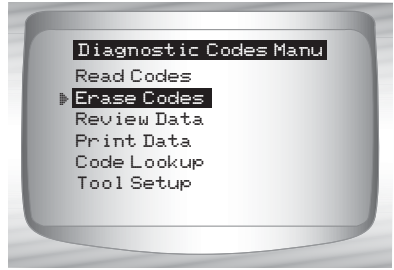 Diagnostic Codes Manu
Read Codes
Erase Codes
Review Data
Print Data
Code Lookup
Tool Setup